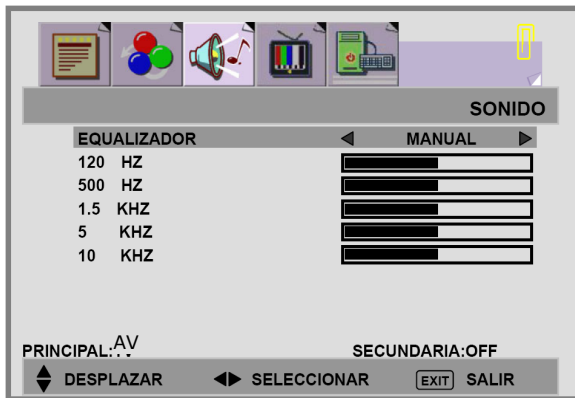 SONIDO
EQUALIZADOR MANUAL
120 HZ
500 HZ
1.5 KHZ
5 KHZ
10 KHZ
PRINCIPAL:AV SECUNDARIA:OFF
DESPLAZAR SELECCIONAR EXIT SALIR